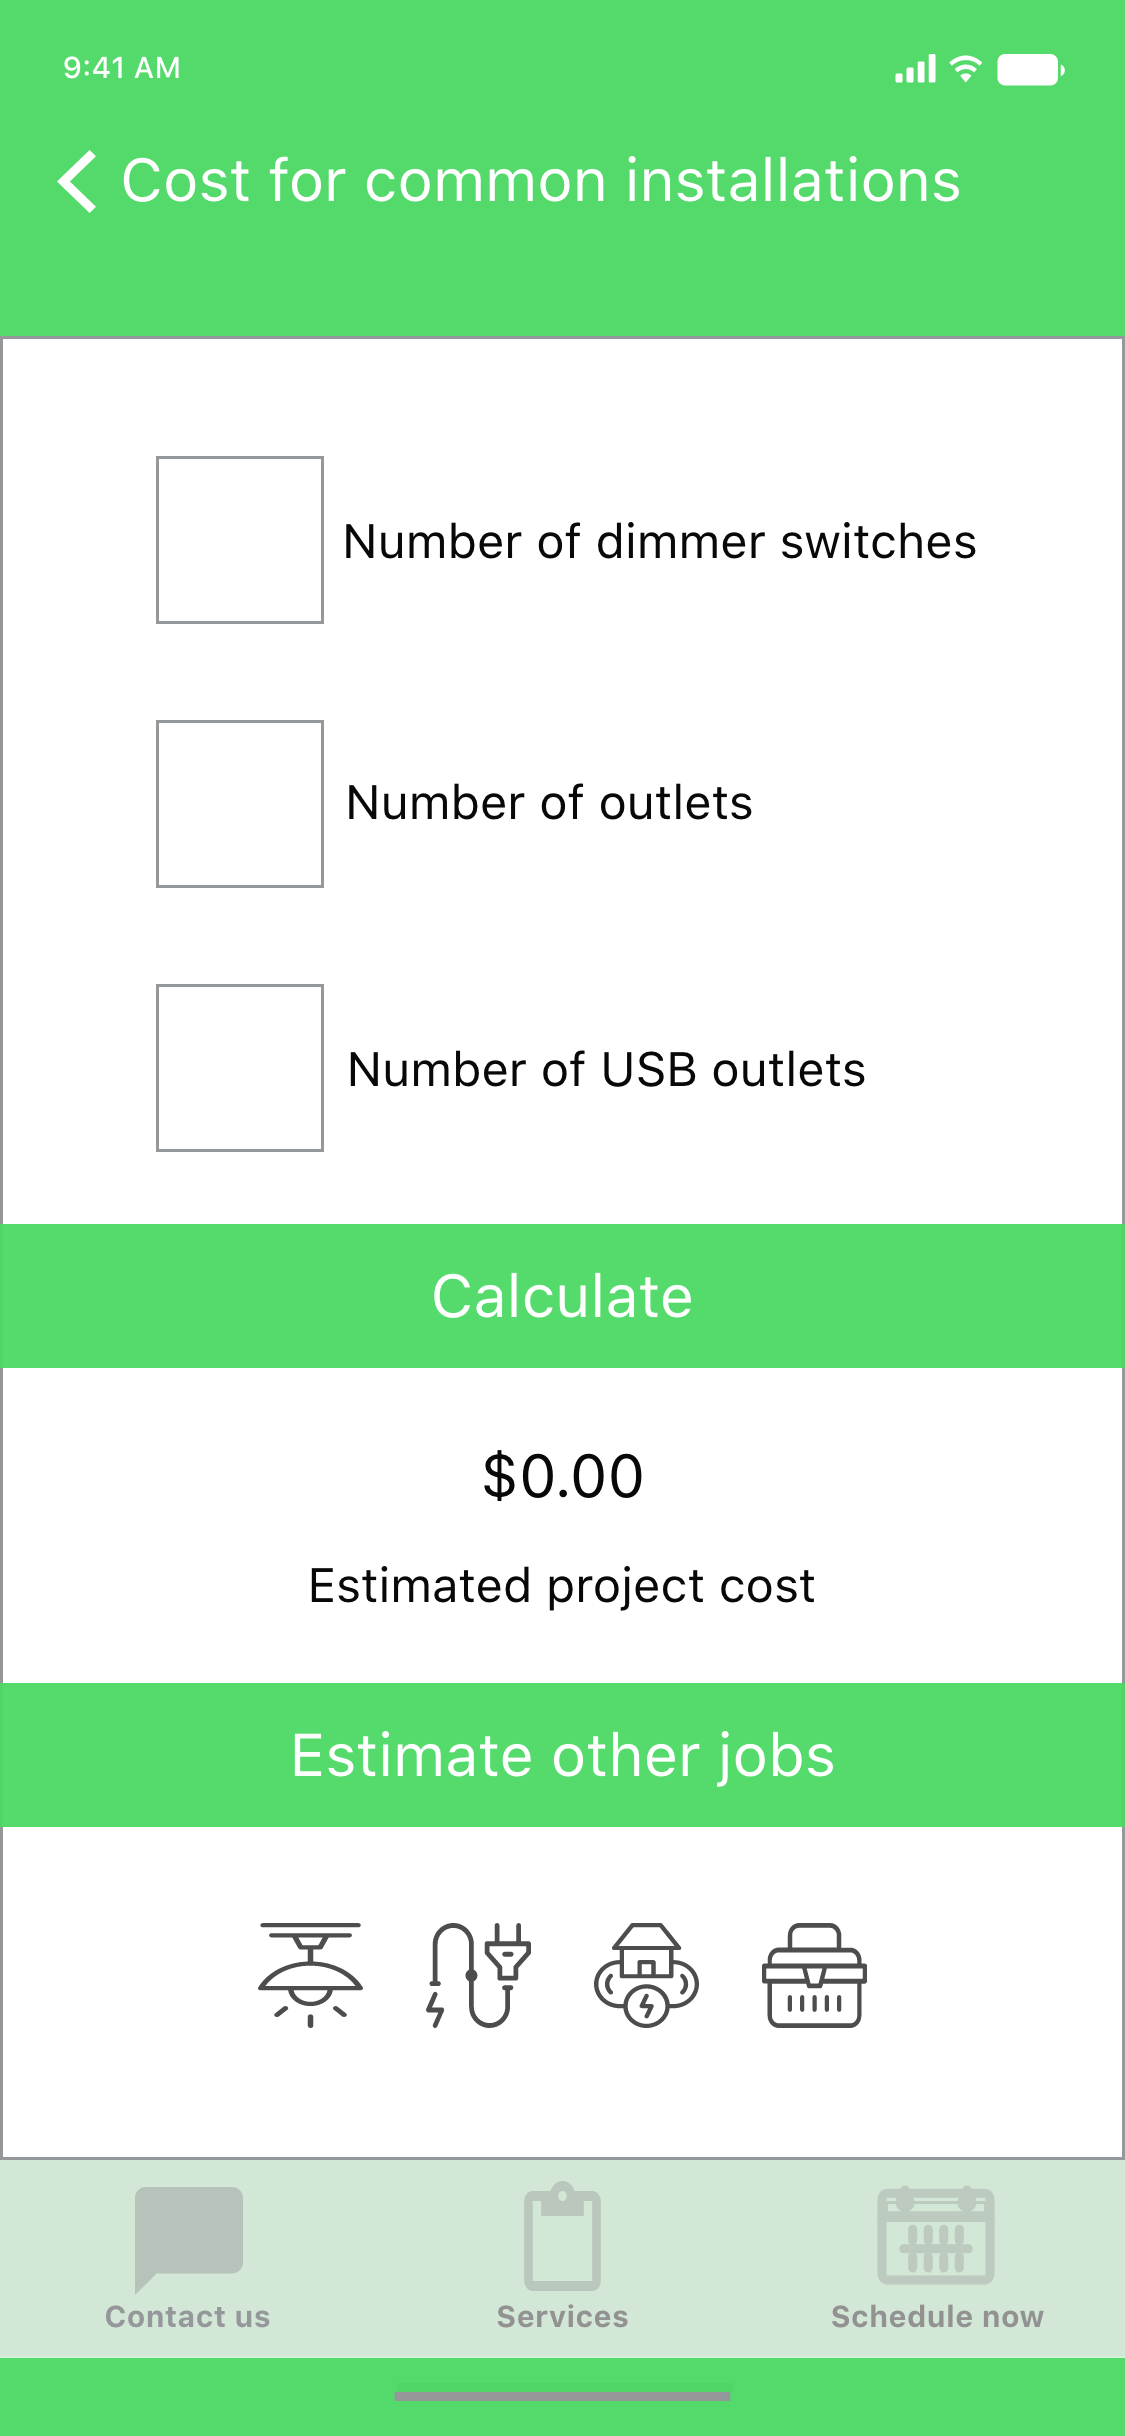 9:41 AM
Cost for common installations
Number of dimmer switches
Number of outlets
Number of USB outlets
Calculate
$0.00
Estimated project cost
Estimate other jobs
Contact us
Services
Schedule now